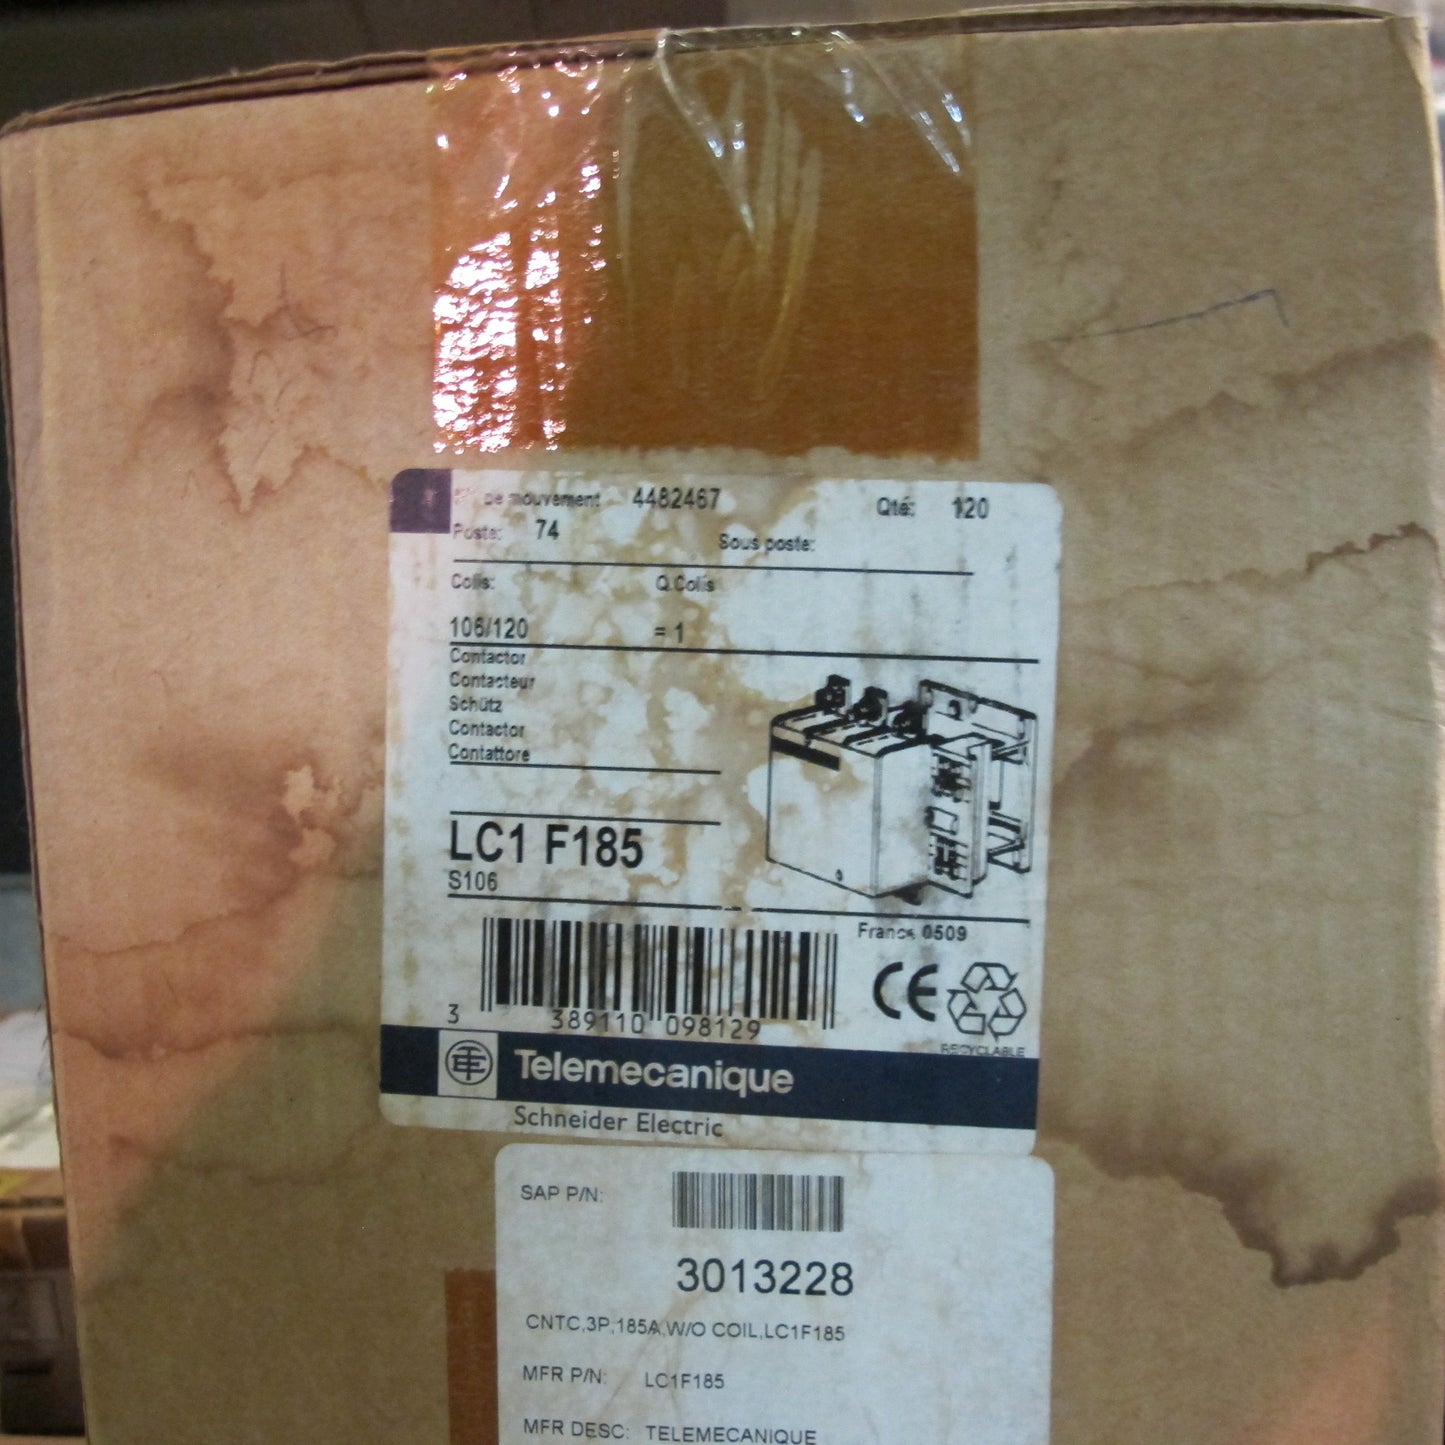 de mouvement 4482467 Qté: 120
Poste: 74 Sous poste:
Colis: Q.Colis
106/120 = 1
Contactor
Contacteur
Schütz
Contactor
Contattore
LC1 F185
S106
France 0509
3 389110 098129
CE
RECYCLABLE
Telemecanique
Schneider Electric
SAP P/N:
3013228
CNTC,3P,185A,W/O COIL,LC1F185
MFR P/N: LC1F185
MFR DESC: TELEMECANIQUE